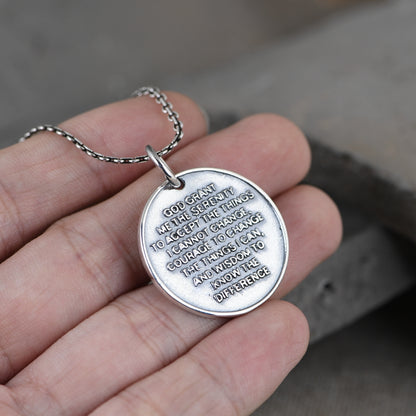 GOD GRANT
ME THE SERENITY
TO ACCEPT THE THINGS
I CANNOT CHANGE
COURAGE TO CHANGE
THE THINGS I CAN,
AND WISDOM TO
KNOW THE
DIFFERENCE